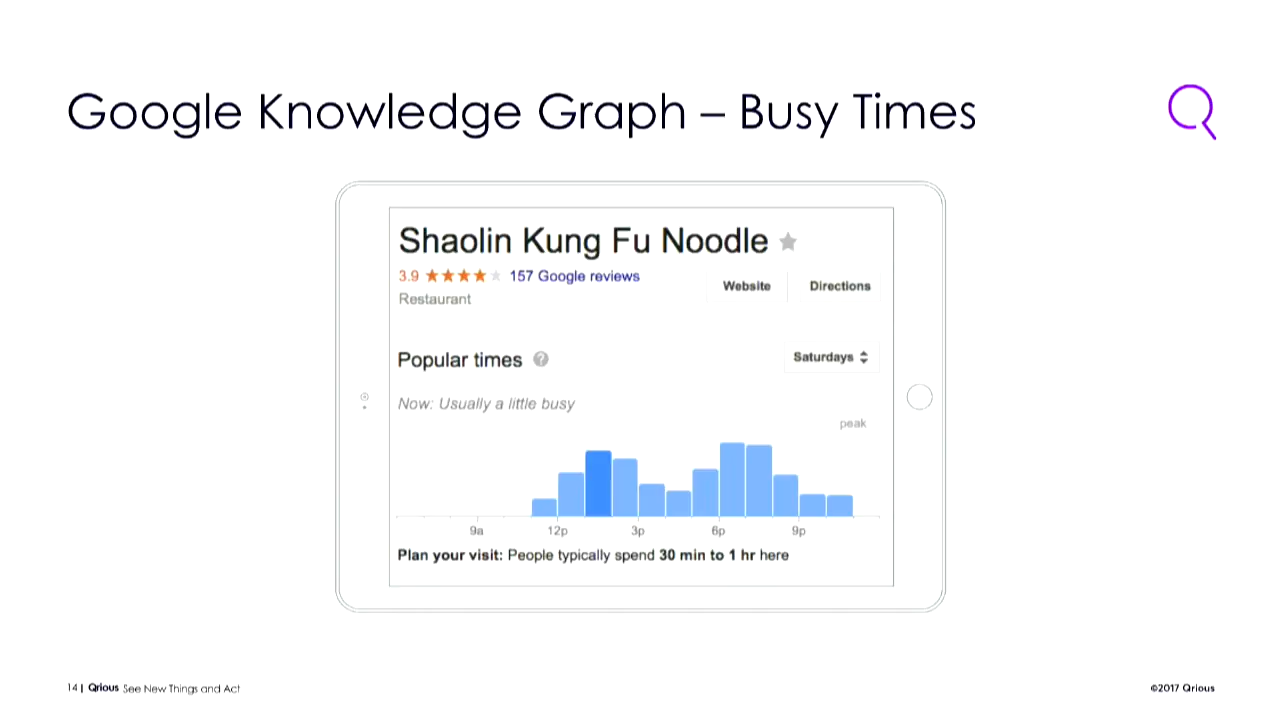 Google Knowledge Graph – Busy Times
Shaolin Kung Fu Noodle
3.9 157 Google reviews
Website Directions
Restaurant
Popular times ?
Saturdays
Now: Usually a little busy
peak
9a 12p 3p 6p 9p
Plan your visit: People typically spend 30 min to 1 hr here
14 | Qrious See New Things and Act
©2017 Qrious